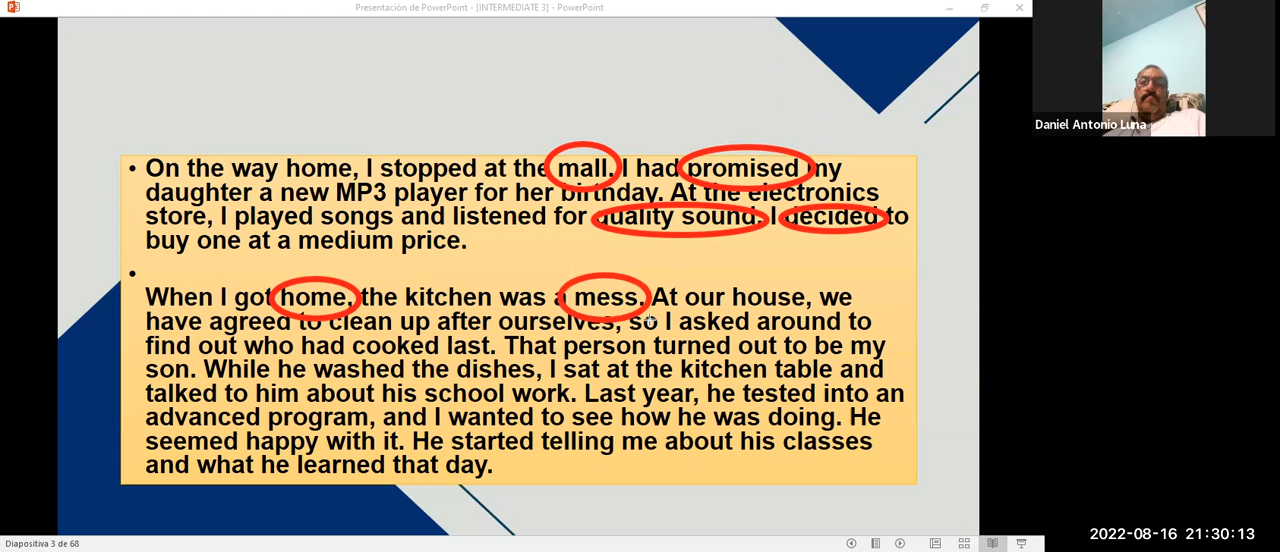 Presentación de PowerPoint - [INTERMEDIATE 3] - PowerPoint
Daniel Antonio Luna
• On the way home, I stopped at the mall. I had promised my
daughter a new MP3 player for her birthday. At the electronics
store, I played songs and listened for quality sound. I decided to
buy one at a medium price.
•
When I got home, the kitchen was a mess. At our house, we
have agreed to clean up after ourselves, so I asked around to
find out who had cooked last. That person turned out to be my
son. While he washed the dishes, I sat at the kitchen table and
talked to him about his school work. Last year, he tested into an
advanced program, and I wanted to see how he was doing. He
seemed happy with it. He started telling me about his classes
and what he learned that day.
2022-08-16 21:30:13
Diapositiva 3 de 68